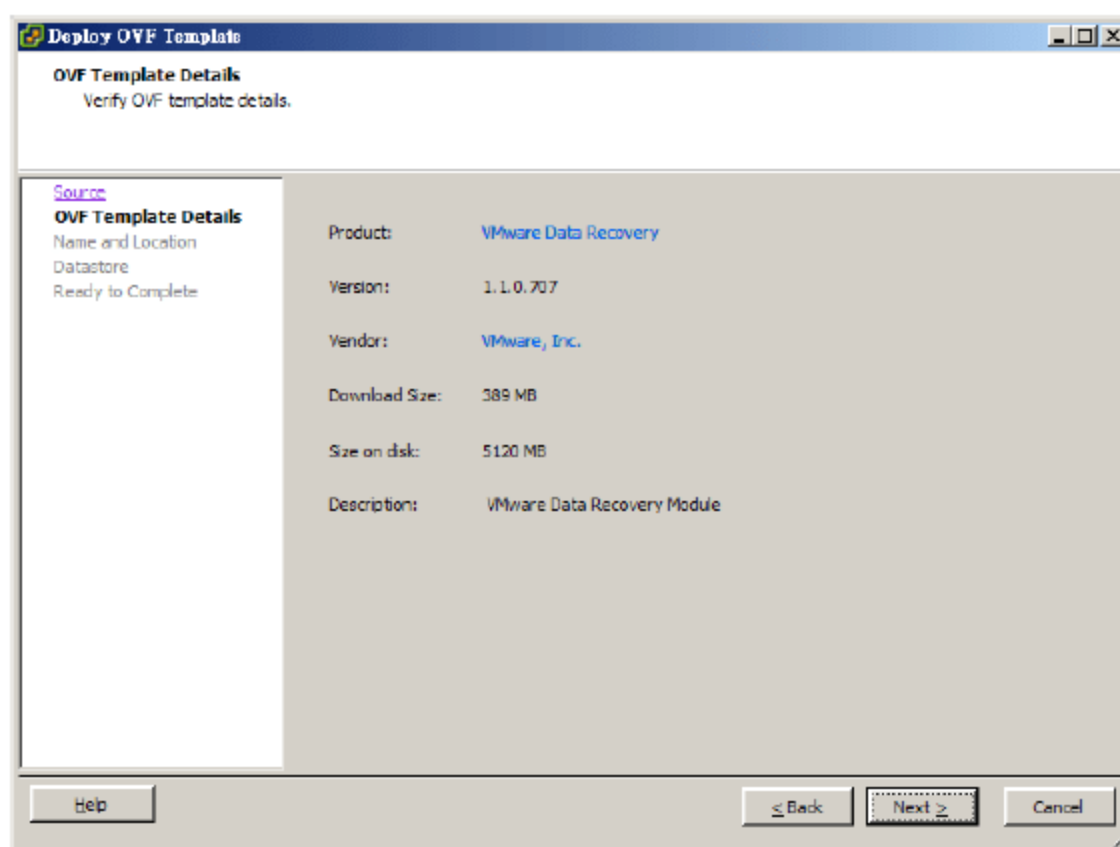 Deploy OVF Template
OVF Template Details
Verify OVF template details.
Source
OVF Template Details
Name and Location
Datastore
Ready to Complete
Product: VMware Data Recovery
Version: 1.1.0.707
Vendor: VMware, Inc.
Download Size: 389 MB
Size on disk: 5120 MB
Description: VMware Data Recovery Module
Help
< Back
Next >
Cancel